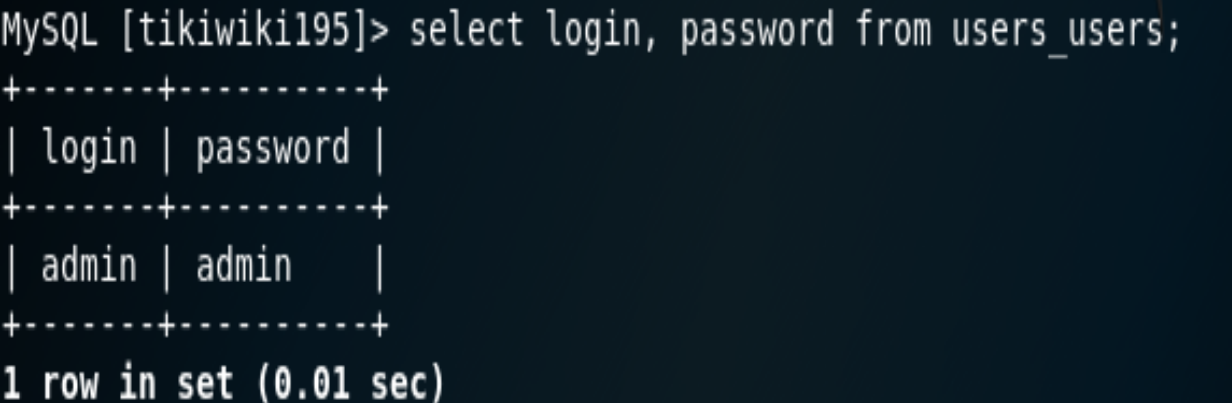 MySQL [tikiwiki195]> select login, password from users_users;
+-------+----------+
| login | password |
+-------+----------+
| admin | admin    |
+-------+----------+
1 row in set (0.01 sec)